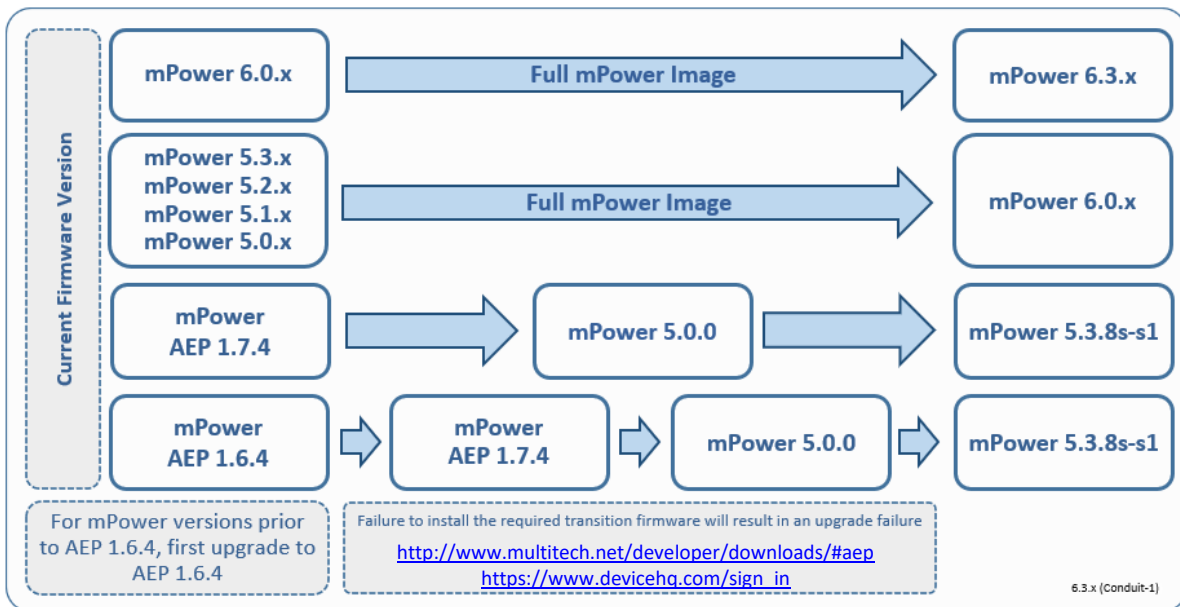 Current Firmware Version
mPower 6.0.x
Full mPower Image
mPower 6.3.x
mPower 5.3.x
mPower 5.2.x
mPower 5.1.x
mPower 5.0.x
Full mPower Image
mPower 6.0.x
mPower
AEP 1.7.4
mPower 5.0.0
mPower 5.3.8s-s1
mPower
AEP 1.6.4
mPower
AEP 1.7.4
mPower 5.0.0
mPower 5.3.8s-s1
For mPower versions prior
to AEP 1.6.4, first upgrade to
AEP 1.6.4
Failure to install the required transition firmware will result in an upgrade failure
http://www.multitech.net/developer/downloads/#aep
https://www.devicehq.com/sign_in
6.3.x (Conduit-1)